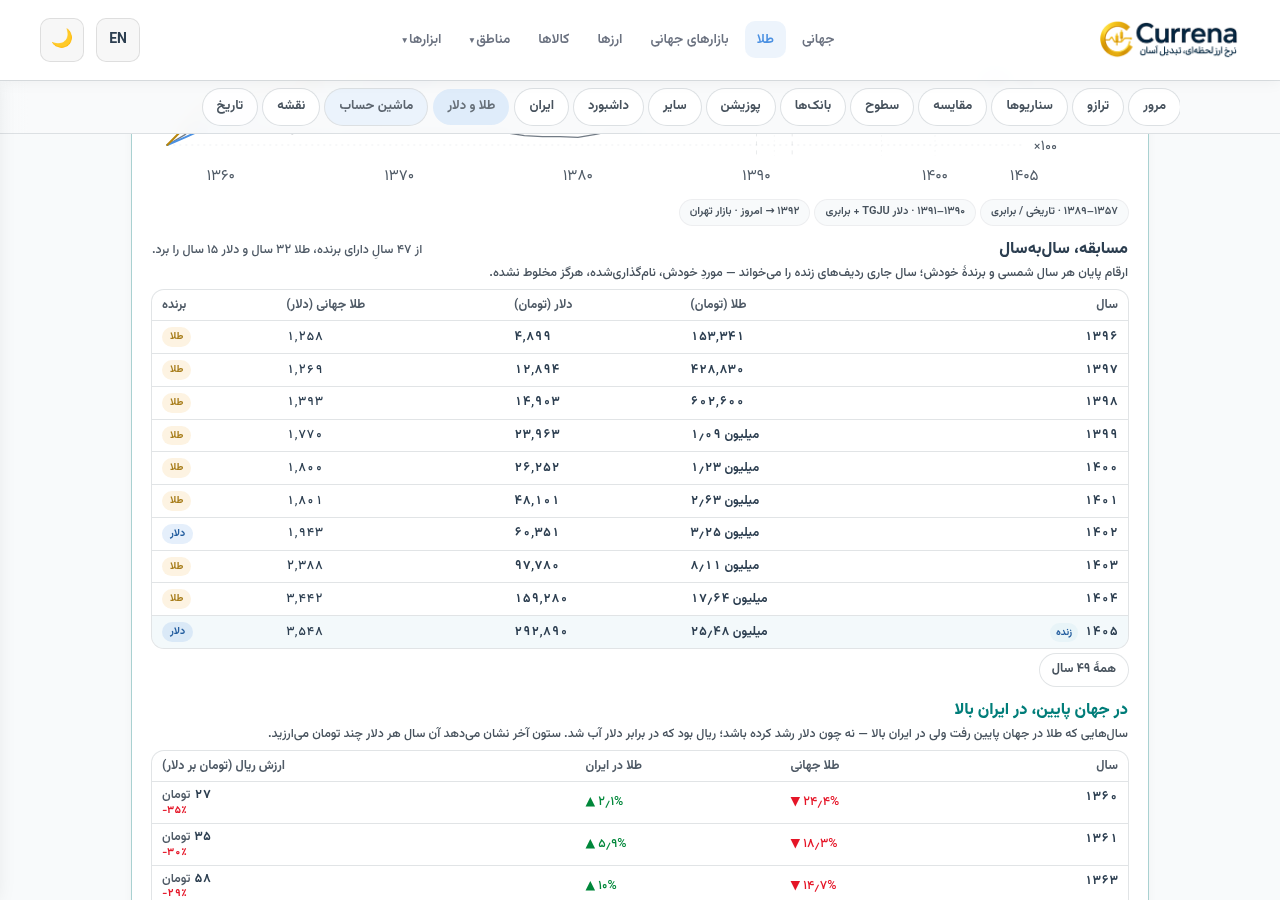 Currena
نرخ ارز لحظه‌ای، تبدیل آسان
جهانی
طلا
بازارهای جهانی
ارزها
کالاها
مناطق ▾
ابزارها ▾
EN
مرور
ترازو
سناریوها
مقایسه
سطوح
بانک‌ها
پوزیشن
سایر
داشبورد
ایران
طلا و دلار
ماشین حساب
نقشه
تاریخ
×۱۰۰
۱۳۶۰ ۱۳۷۰ ۱۳۸۰ ۱۳۹۰ ۱۴۰۰ ۱۴۰۵
۱۳۵۷–۱۳۸۹ · تاریخی / برابری
۱۳۹۰–۱۳۹۱ · دلار TGJU + برابری
۱۳۹۲ → امروز · بازار تهران
مسابقه، سال‌به‌سال
از ۴۷ سالِ دارای برنده، طلا ۳۲ سال و دلار ۱۵ سال را برد.
ارقام پایان هر سال شمسی و برندهٔ خودش؛ سال جاری ردیف‌های زنده را می‌خواند — موردِ خودش، نام‌گذاری‌شده، هرگز مخلوط نشده.
سال طلا (تومان) دلار (تومان) طلا جهانی (دلار) برنده
۱۳۹۶ ۱۵۳,۳۴۱ ۴,۸۹۹ ۱,۲۵۸ طلا
۱۳۹۷ ۴۲۸,۸۳۰ ۱۲,۸۹۴ ۱,۲۶۹ طلا
۱۳۹۸ ۶۰۲,۶۰۰ ۱۴,۹۰۳ ۱,۳۹۳ طلا
۱۳۹۹ ۱٫۰۹ میلیون ۲۳,۹۶۳ ۱,۷۷۰ طلا
۱۴۰۰ ۱٫۲۳ میلیون ۲۶,۲۵۲ ۱,۸۰۰ طلا
۱۴۰۱ ۲٫۶۳ میلیون ۴۸,۱۰۱ ۱,۸۰۱ طلا
۱۴۰۲ ۳٫۲۵ میلیون ۶۰,۳۵۱ ۱,۹۴۳ دلار
۱۴۰۳ ۸٫۱۱ میلیون ۹۷,۷۸۰ ۲,۳۸۸ طلا
۱۴۰۴ ۱۷٫۶۴ میلیون ۱۵۹,۲۸۰ ۳,۴۴۲ طلا
۱۴۰۵ زنده ۲۵٫۴۸ میلیون ۲۹۲,۸۹۰ ۳,۵۴۸ دلار
همهٔ ۴۹ سال
در جهان پایین، در ایران بالا
سال‌هایی که طلا در جهان پایین رفت ولی در ایران بالا — نه چون دلار رشد کرده باشد؛ ریال بود که در برابر دلار آب شد. ستون آخر نشان می‌دهد آن سال هر دلار چند تومان می‌ارزید.
سال طلا جهانی طلا در ایران ارزش ریال (تومان بر دلار)
۱۳۶۰ ▼ ۲۴٫۴% ▲ ۲٫۱% ۲۷ تومان
-۳۵٪
۱۳۶۱ ▼ ۱۸٫۳% ▲ ۵٫۹% ۳۵ تومان
-۳۰٪
۱۳۶۳ ▼ ۱۴٫۷% ▲ ۱۰% ۵۸ تومان
-۲۹٪